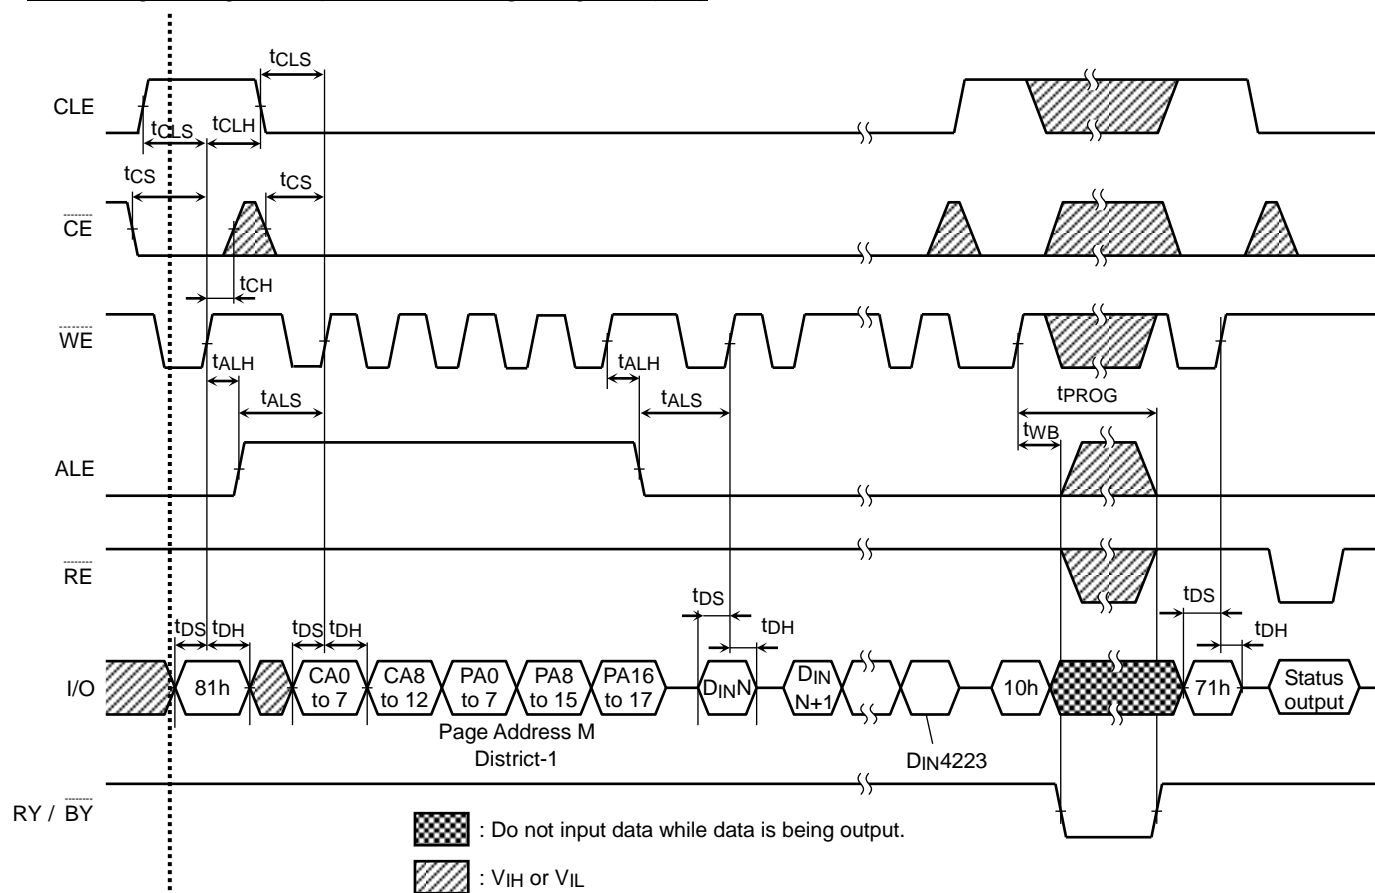 tCLS
CLE
tCLS
tCLH
tCS
tCS
CE
tCH
WE
tALH
tALH
tALS
tALS
tPROG
tWB
ALE
RE
tDS
tDH
tDS
tDH
tDS
tDH
tDS
tDH
I/O
81h
CA0 to 7
CA8 to 12
PA0 to 7
PA8 to 15
PA16 to 17
DINN
DIN N+1
10h
71h
Status output
Page Address M
District-1
DIN4223
RY / BY
: Do not input data while data is being output.
: VIH or VIL